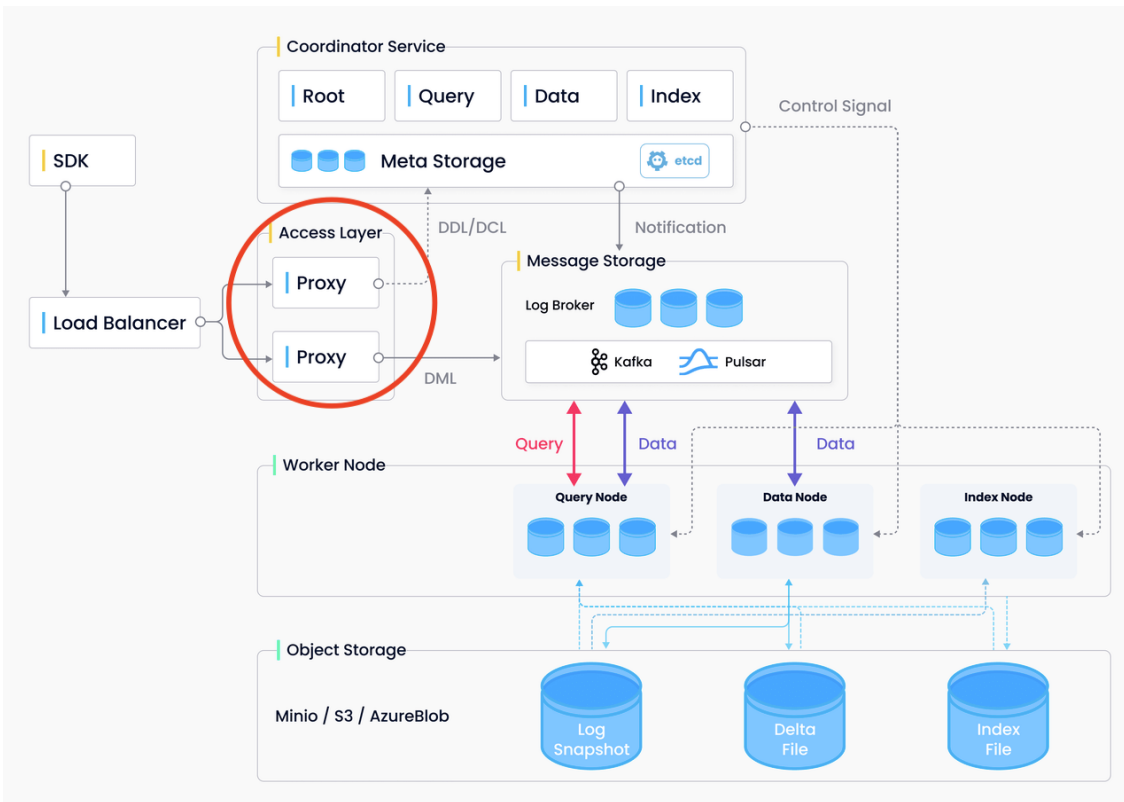 Coordinator Service
Root
Query
Data
Index
Control Signal
SDK
Meta Storage
etcd
DDL/DCL
Notification
Access Layer
Proxy
Message Storage
Log Broker
Load Balancer
Proxy
Kafka
Pulsar
DML
Query
Data
Data
Worker Node
Query Node
Data Node
Index Node
Object Storage
Minio / S3 / AzureBlob
Log
Snapshot
Delta
File
Index
File